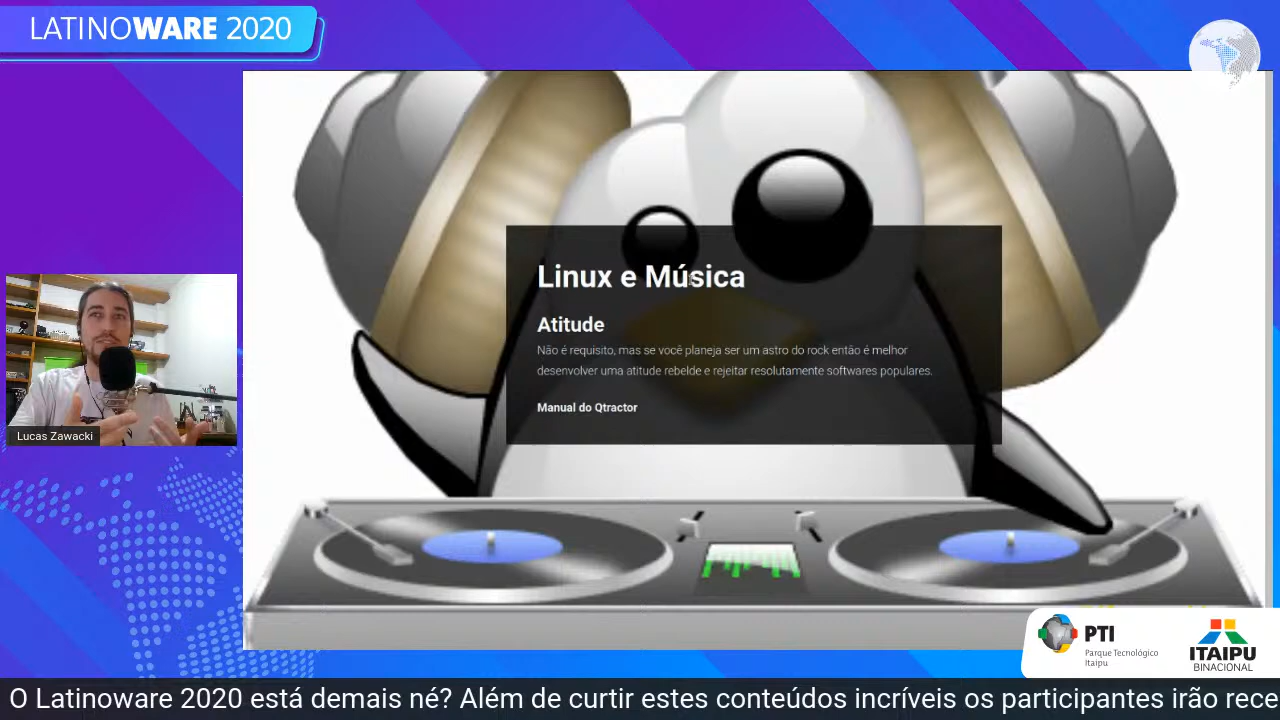 LATINOWARE 2020
Linux e Música
Atitude
Não é requisito, mas se você planeja ser um astro do rock então é melhor
desenvolver uma atitude rebelde e rejeitar resolutamente softwares populares.
Manual do Qtractor
Lucas Zawacki
PTI
Parque Tecnológico
Itaipu
ITAIPU
BINACIONAL
O Latinoware 2020 está demais né? Além de curtir estes conteúdos incríveis os participantes irão rece